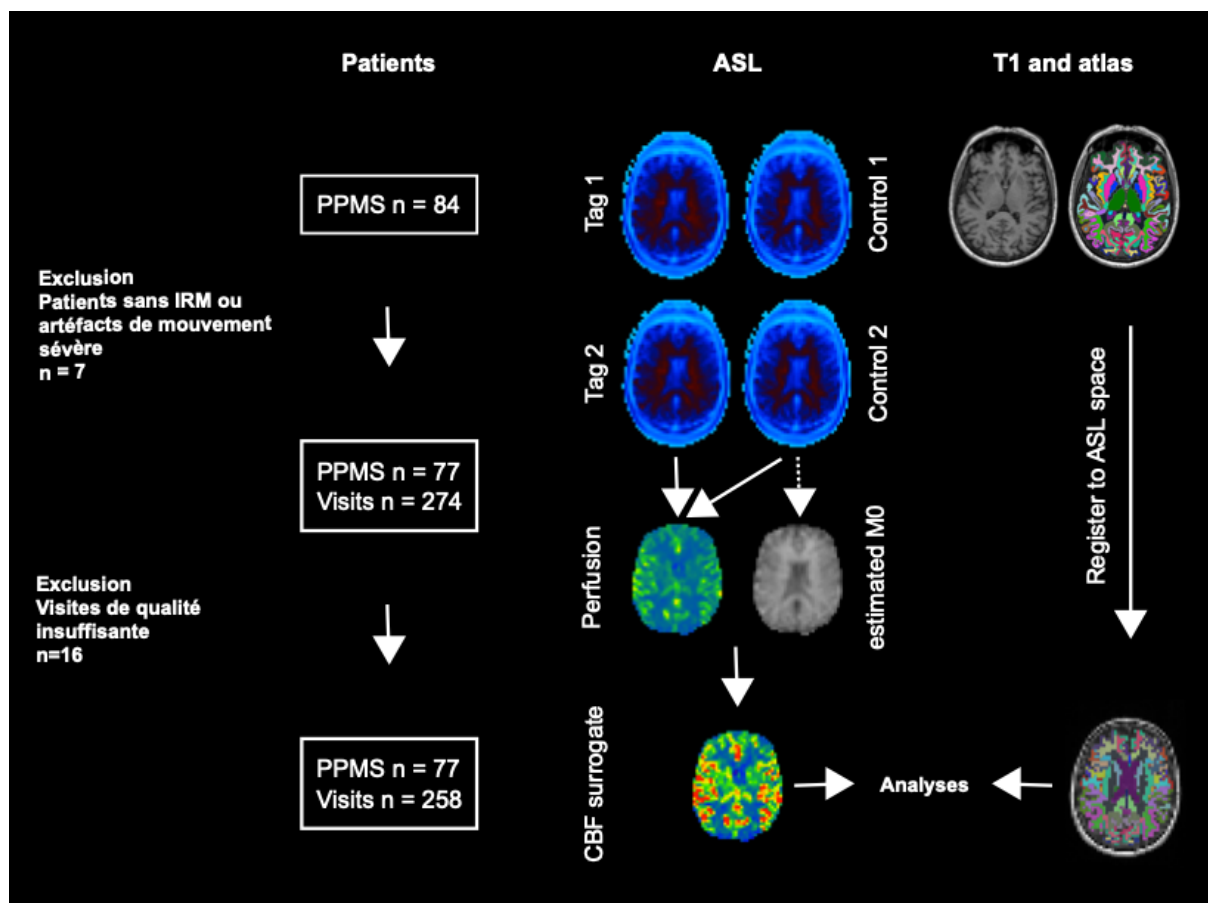 Patients
ASL
T1 and atlas
PPMS n = 84
Exclusion
Patients sans IRM ou
artéfacts de mouvement
sévère
n = 7
PPMS n = 77
Visits n = 274
Exclusion
Visites de qualité
insuffisante
n=16
PPMS n = 77
Visits n = 258
Tag 1
Control 1
Tag 2
Control 2
Perfusion
estimated M0
CBF surrogate
Analyses
Register to ASL space